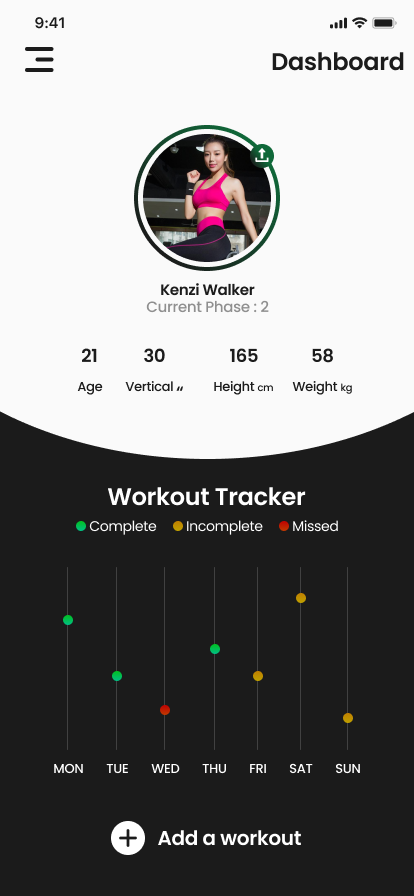 9:41
Dashboard
Kenzi Walker
Current Phase : 2
21 30 165 58
Age Vertical 〃 Height cm Weight kg
Workout Tracker
Complete Incomplete Missed
MON TUE WED THU FRI SAT SUN
Add a workout